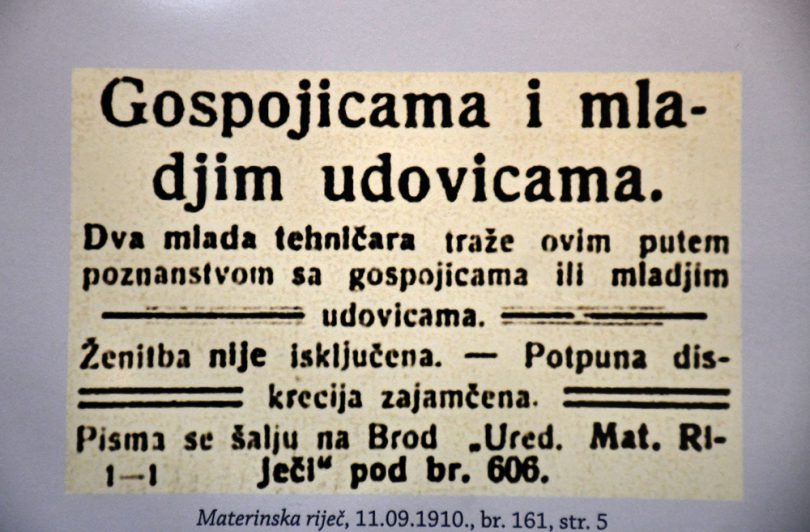 Gospojicama i mla-
djim udovicama.
Dva mlada tehničara traže ovim putem
poznanstvom sa gospojicama ili mladjim
udovicama.
Ženitba nije isključena. — Potpuna dis-
krecija zajamčena.
Pisma se šalju na Brod „Ured. Mat. Ri-
1—1 ječi“ pod br. 606.
Materinska riječ, 11.09.1910., br. 161, str. 5